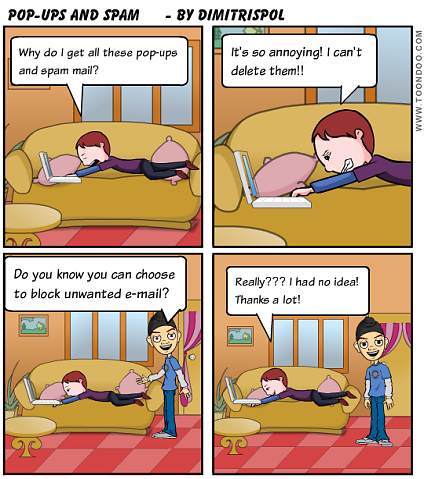 POP-UPS AND SPAM - BY DIMITRISPOL
Why do I get all these pop-ups
and spam mail?
It's so annoying! I can't
delete them!!
WWW.TOONDOO.COM
Do you know you can choose
to block unwanted e-mail?
Really??? I had no idea!
Thanks a lot!